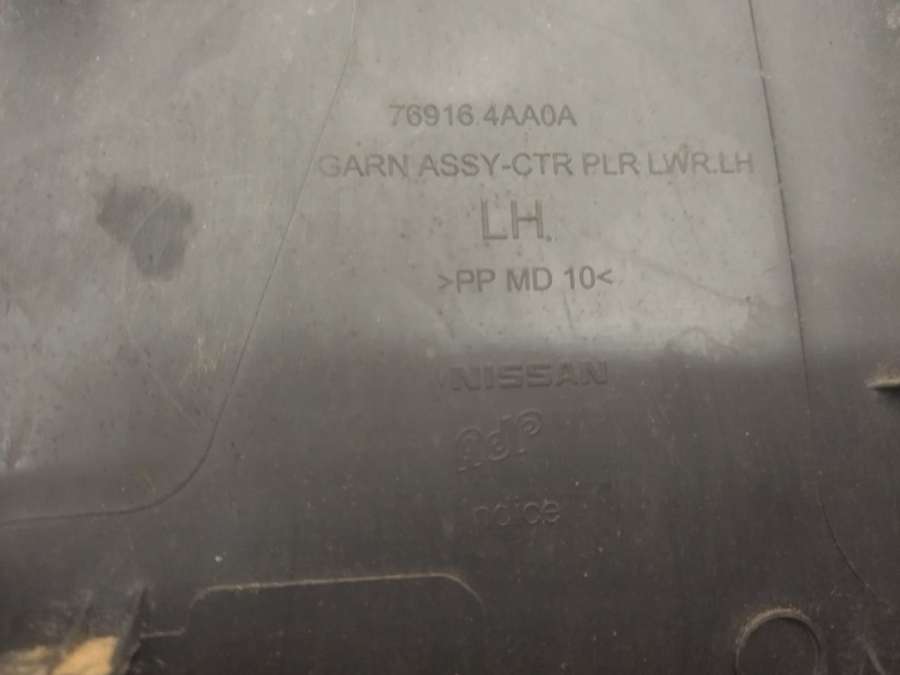 76916 4AA0A
GARN ASSY-CTR PLR LWR.LH
LH
>PP MD 10<
NISSAN